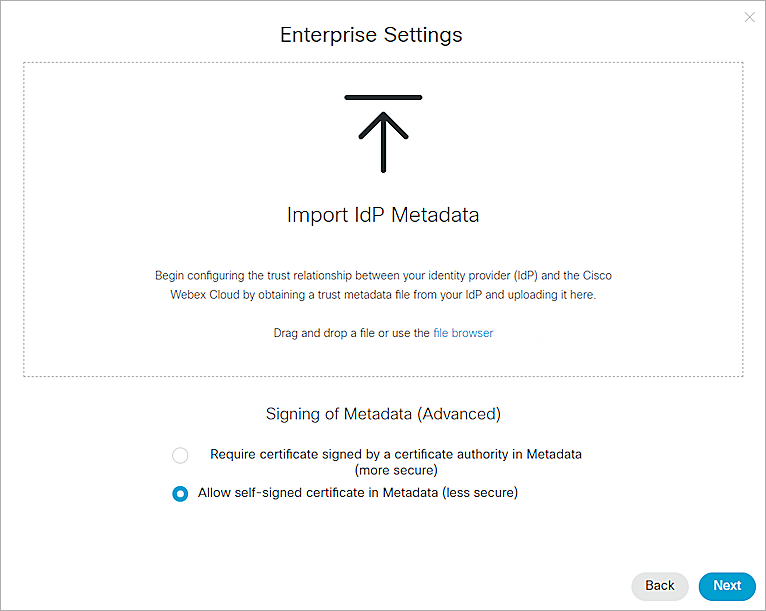 Enterprise Settings
Import IdP Metadata
Begin configuring the trust relationship between your identity provider (IdP) and the Cisco
Webex Cloud by obtaining a trust metadata file from your IdP and uploading it here.
Drag and drop a file or use the file browser
Signing of Metadata (Advanced)
Require certificate signed by a certificate authority in Metadata
(more secure)
Allow self-signed certificate in Metadata (less secure)
Back Next